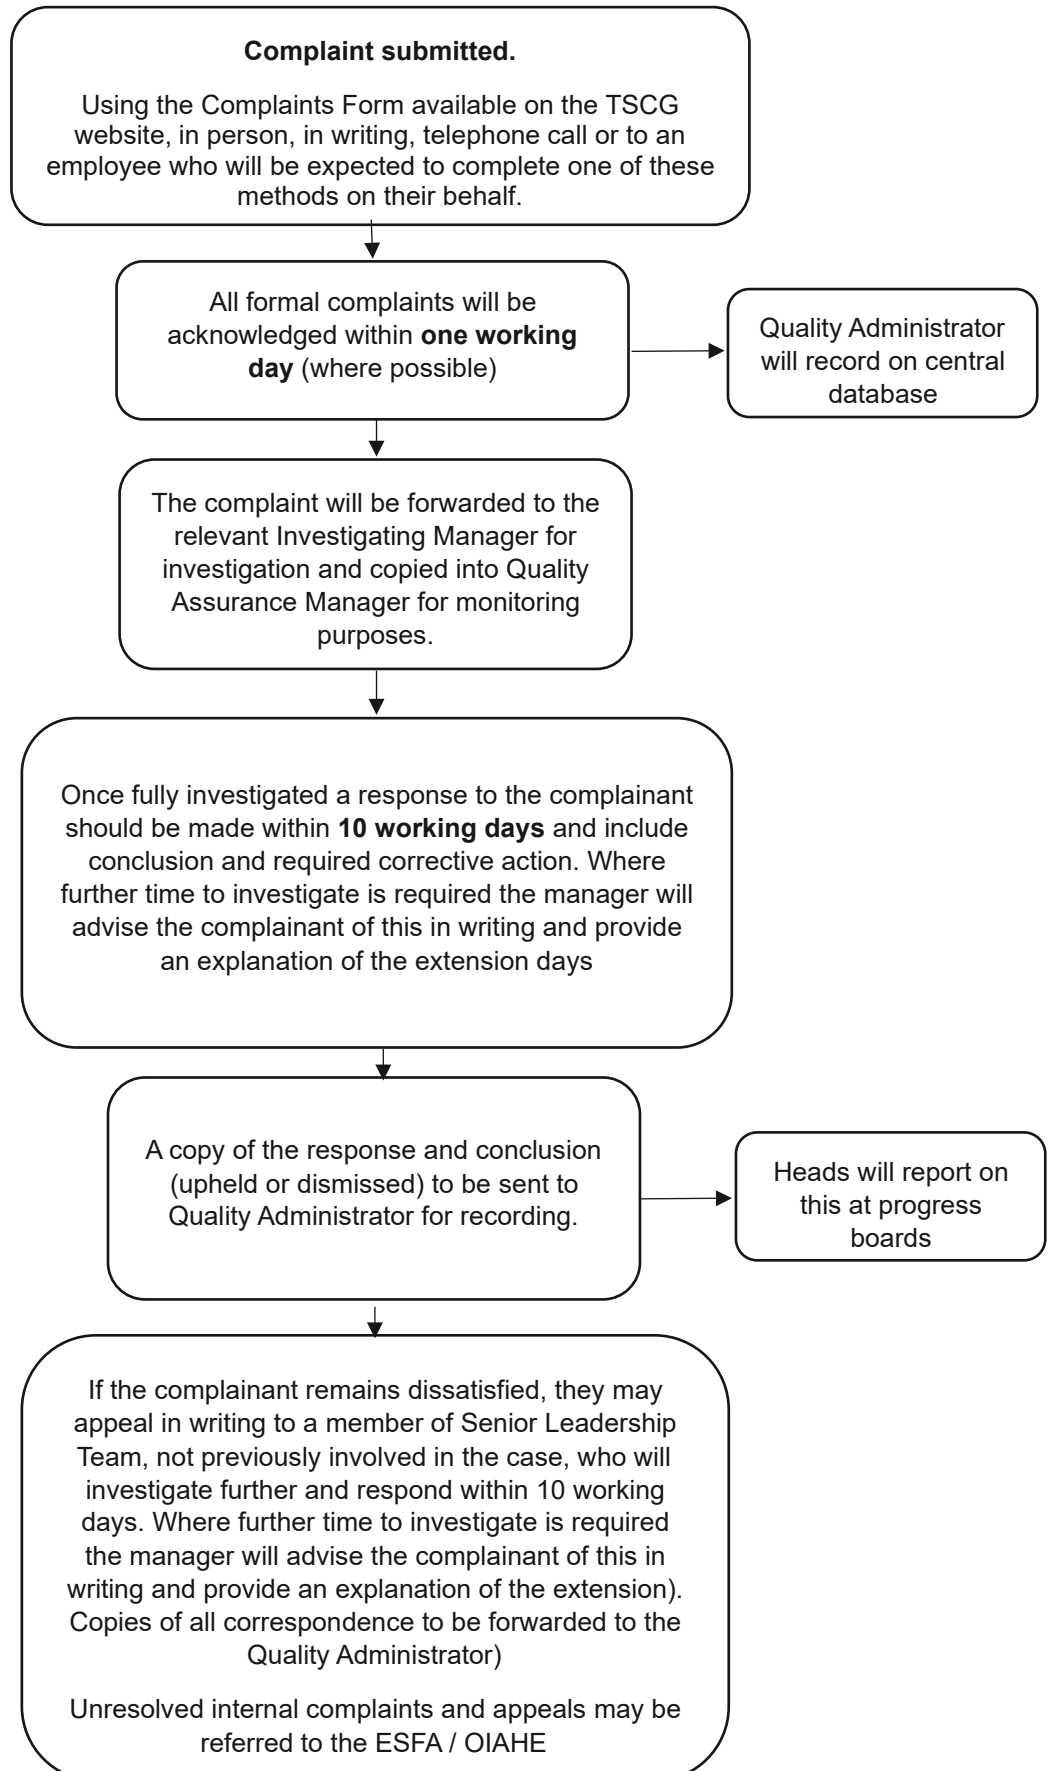 Complaint submitted.
Using the Complaints Form available on the TSCG
website, in person, in writing, telephone call or to an
employee who will be expected to complete one of these
methods on their behalf.
All formal complaints will be
acknowledged within one working
day (where possible)
Quality Administrator
will record on central
database
The complaint will be forwarded to the
relevant Investigating Manager for
investigation and copied into Quality
Assurance Manager for monitoring
purposes.
Once fully investigated a response to the complainant
should be made within 10 working days and include
conclusion and required corrective action. Where
further time to investigate is required the manager will
advise the complainant of this in writing and provide
an explanation of the extension days
A copy of the response and conclusion
(upheld or dismissed) to be sent to
Quality Administrator for recording.
Heads will report on
this at progress
boards
If the complainant remains dissatisfied, they may
appeal in writing to a member of Senior Leadership
Team, not previously involved in the case, who will
investigate further and respond within 10 working
days. Where further time to investigate is required
the manager will advise the complainant of this in
writing and provide an explanation of the extension).
Copies of all correspondence to be forwarded to the
Quality Administrator)
Unresolved internal complaints and appeals may be
referred to the ESFA / OIAHE